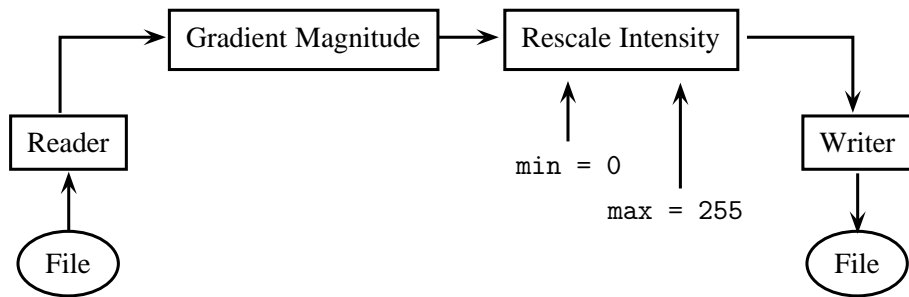 Gradient Magnitude
Rescale Intensity
Reader
Writer
min = 0
max = 255
File
File